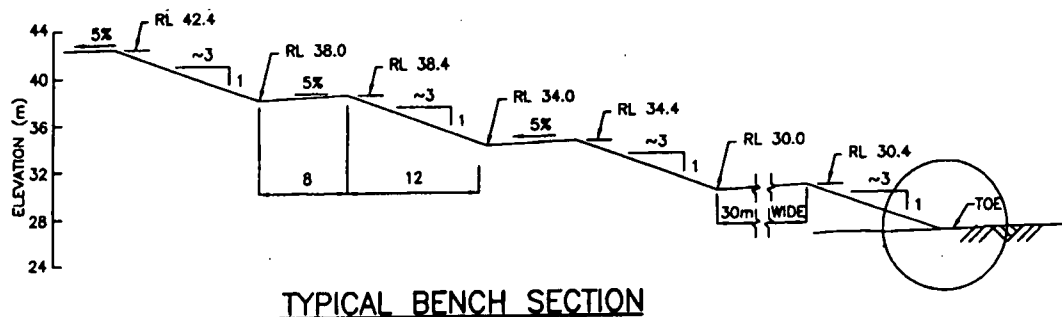 44
40
36
32
28
24
ELEVATION (m)
5%
RL 42.4
~3
1
RL 38.0
5%
RL 38.4
~3
1
RL 34.0
5%
RL 34.4
~3
1
RL 30.0
RL 30.4
~3
1
8
12
30m WIDE
TOE
TYPICAL BENCH SECTION